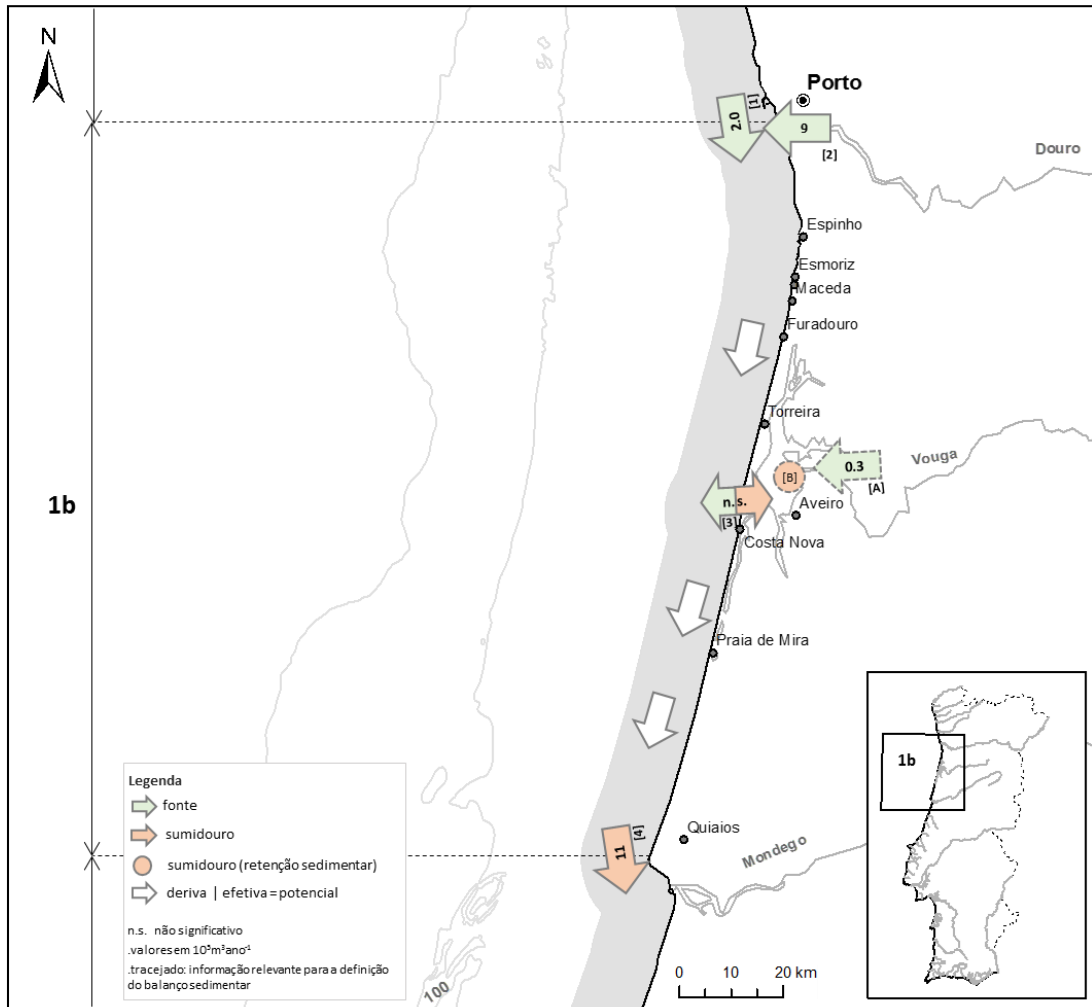 N
Porto
[1]
2.0
9
[2]
Douro
Espinho
Esmoriz
Maceda
Furadouro
Torreira
Vouga
0.3
[B]
[A]
1b
n.s.
Aveiro
[3]
Costa Nova
Praia de Mira
1b
Legenda
fonte
sumidouro
sumidouro (retenção sedimentar)
deriva | efetiva = potencial
n.s. não significativo
.valores em 10⁵m³ano⁻¹
.tracejado: informação relevante para a definição
do balanço sedimentar
[4]
11
Quiaios
Mondego
100
0 10 20 km